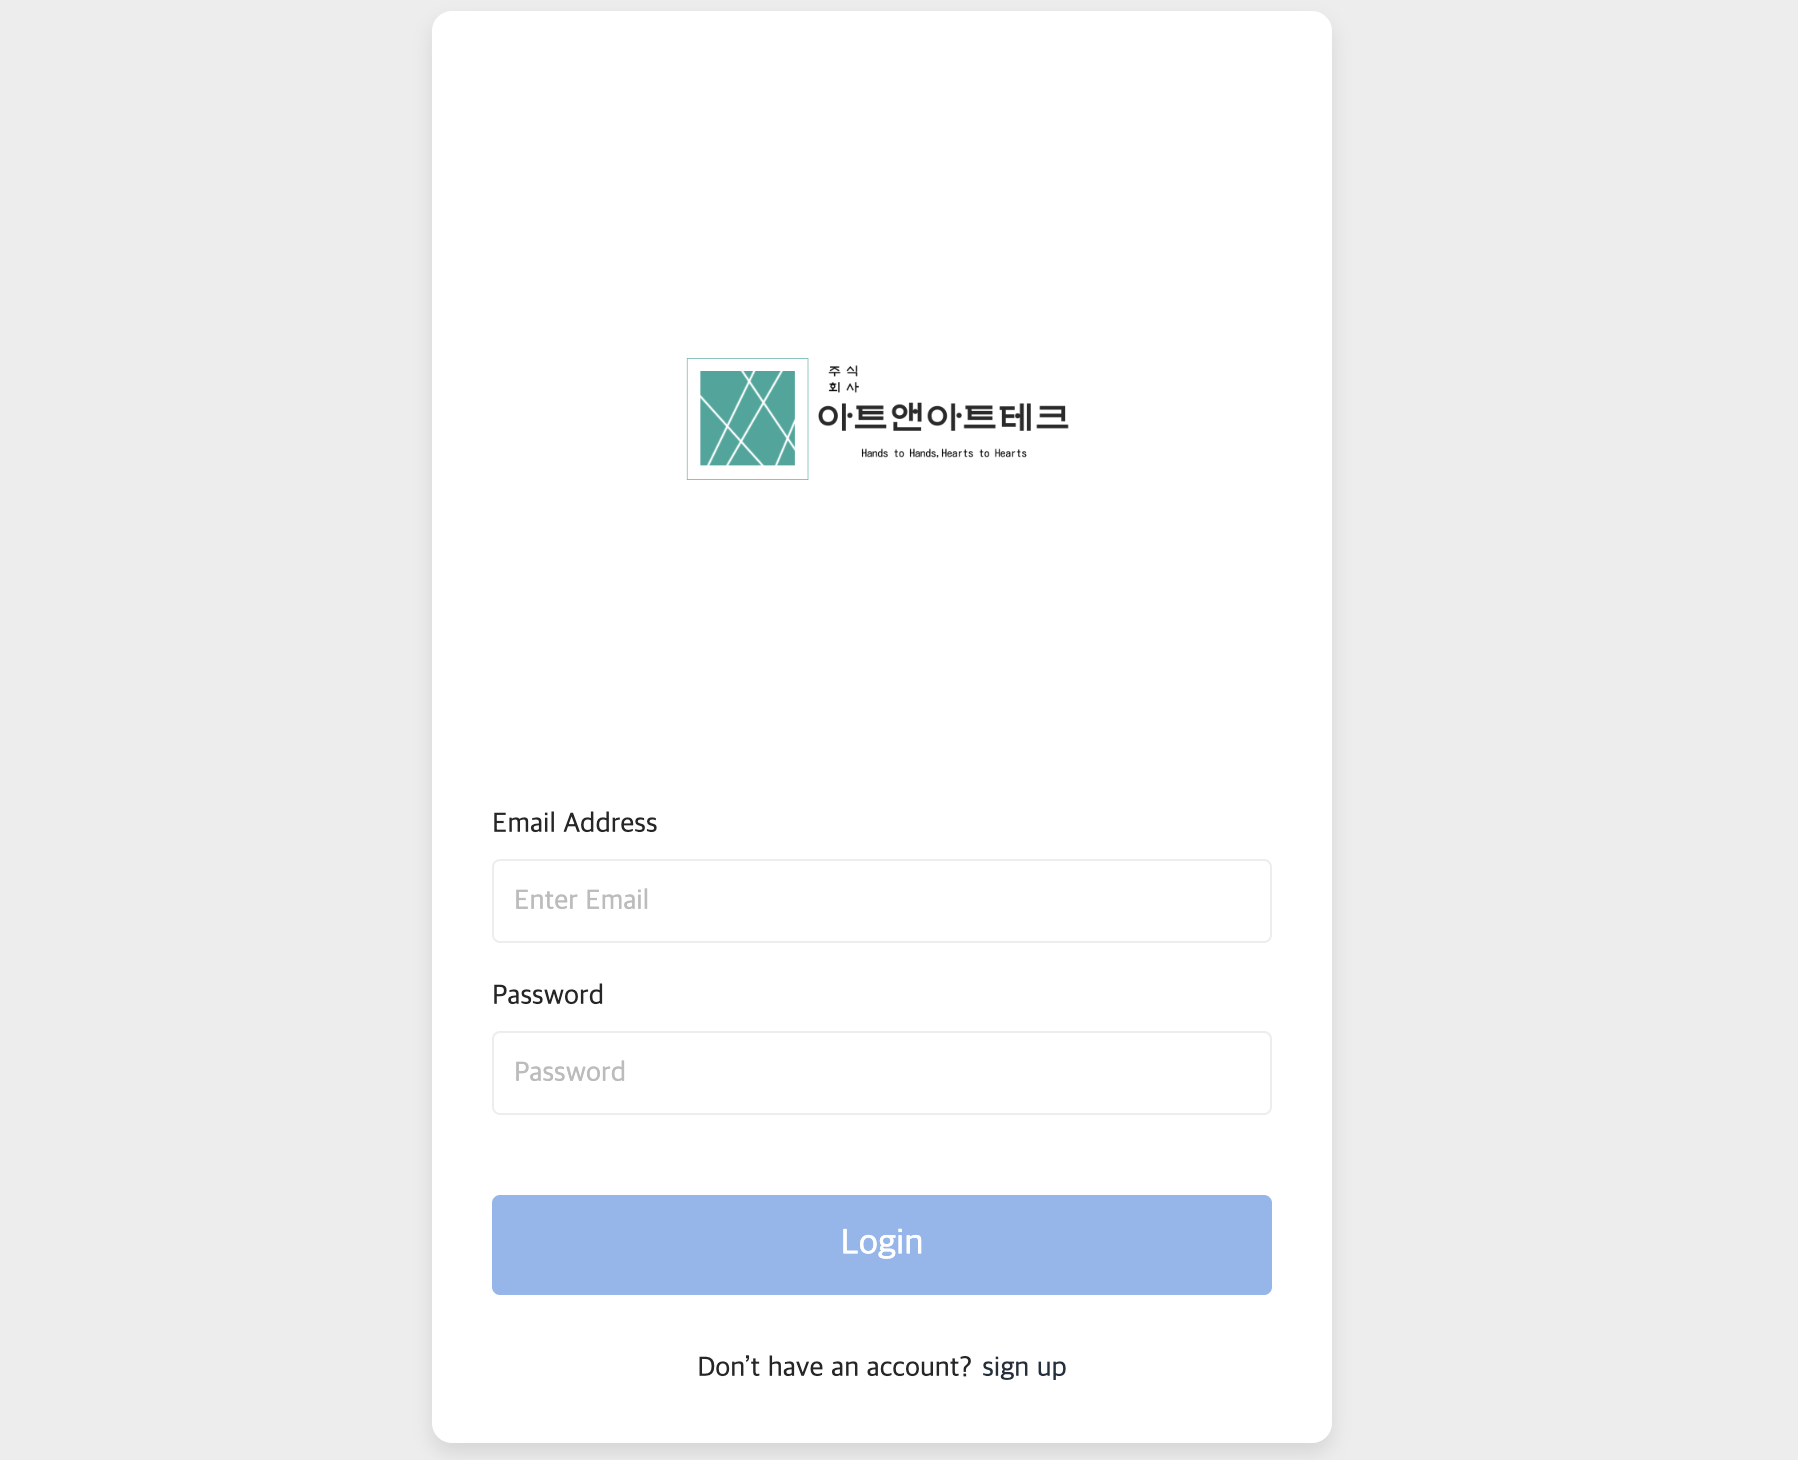 주식
회사
아트앤아트테크
Hands to Hands, Hearts to Hearts
Email Address
Enter Email
Password
Password
Login
Don’t have an account? sign up